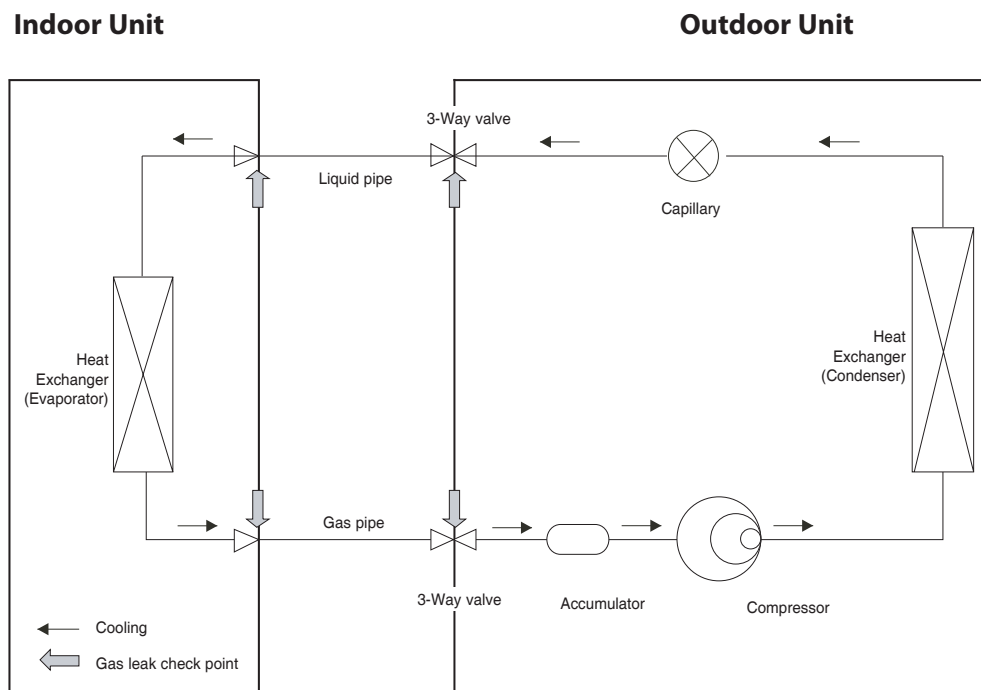 Indoor Unit
Outdoor Unit
3-Way valve
Liquid pipe
Capillary
Heat
Exchanger
(Evaporator)
Heat
Exchanger
(Condenser)
Gas pipe
3-Way valve
Accumulator
Compressor
Cooling
Gas leak check point